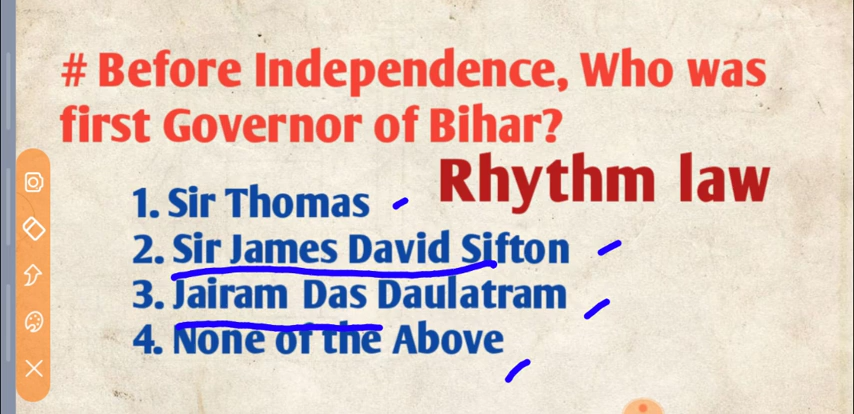 # Before Independence, Who was
first Governor of Bihar?
Rhythm law
1. Sir Thomas
2. Sir James David Sifton
3. Jairam Das Daulatram
4. None of the Above